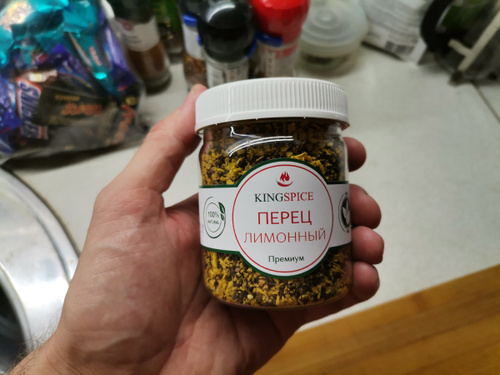 KINGSPICE
ПЕРЕЦ
ЛИМОННЫЙ
Премиум
100%